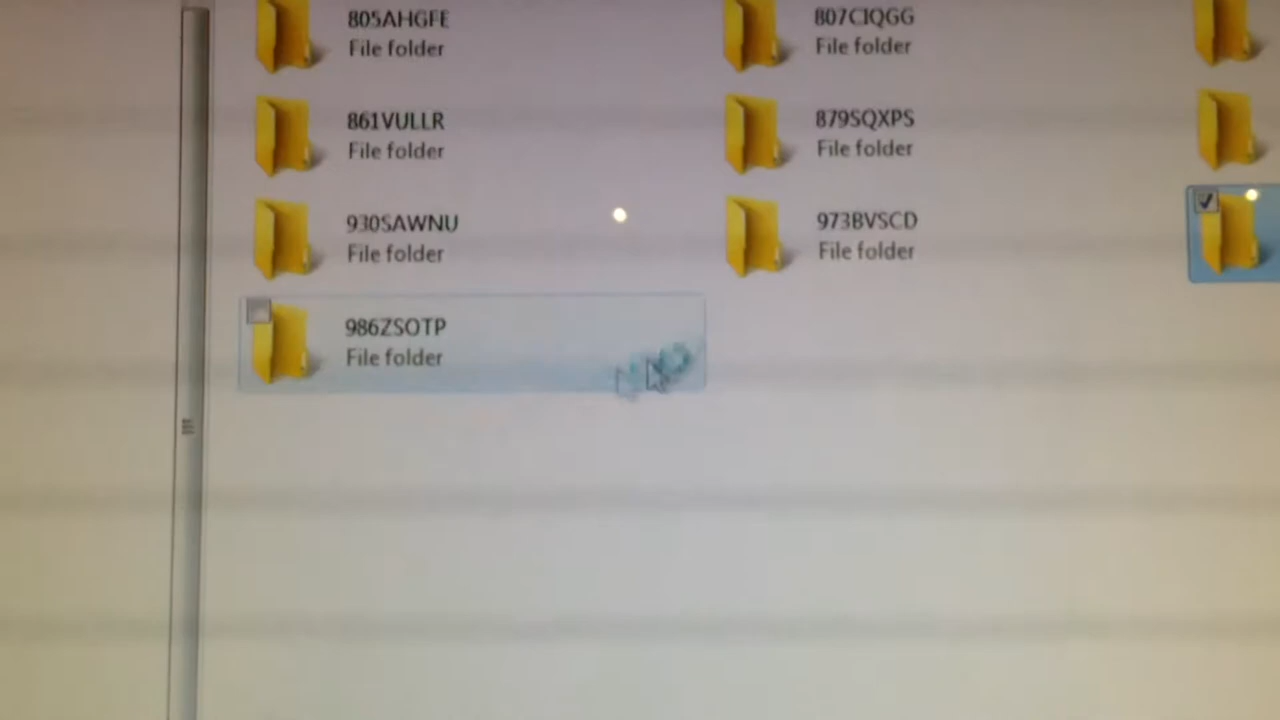 805AHGFE
File folder
807CIQGG
File folder
861VULLR
File folder
879SQXPS
File folder
930SAWNU
File folder
973BVSCD
File folder
986ZSOTP
File folder